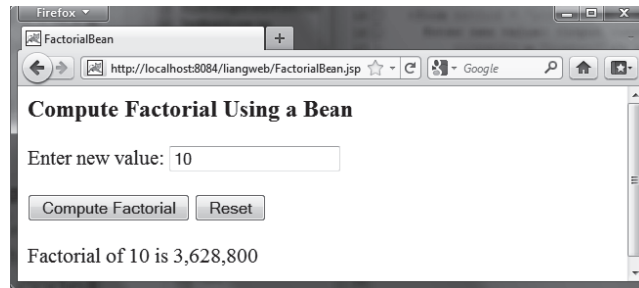 Firefox
FactorialBean
http://localhost:8084/liangweb/FactorialBean.jsp
Google
Compute Factorial Using a Bean
Enter new value: 10
Compute Factorial Reset
Factorial of 10 is 3,628,800